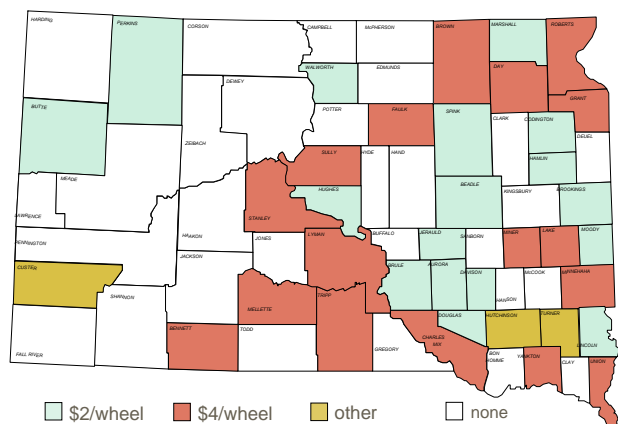 HARDING
PERKINS
CORSON
CAMPBELL
McPHERSON
BROWN
MARSHALL
ROBERTS
WALWORTH
EDMUNDS
DAY
DEWEY
GRANT
BUTTE
POTTER
FAULK
SPINK
CLARK
CODINGTON
DEUEL
ZEIBACH
SULLY
HYDE
HAND
HAMLIN
MEADE
HUGHES
BEADLE
KINGSBURY
BROOKINGS
LAWRENCE
STANLEY
HAAKON
JONES
LYMAN
BUFFALO
JERAULD
SANBORN
MINER
LAKE
MOODY
PENNINGTON
JACKSON
CUSTER
BRULE
AURORA
DAVISON
HANSON
McCOOK
MINNEHAHA
SHANNON
MELLETTE
TRIPP
DOUGLAS
HUTCHINSON
TURNER
BENNETT
TODD
CHARLES
MIX
LINCOLN
FALL RIVER
GREGORY
BON
HOMME
YANKTON
CLAY
UNION
$2/wheel $4/wheel other none